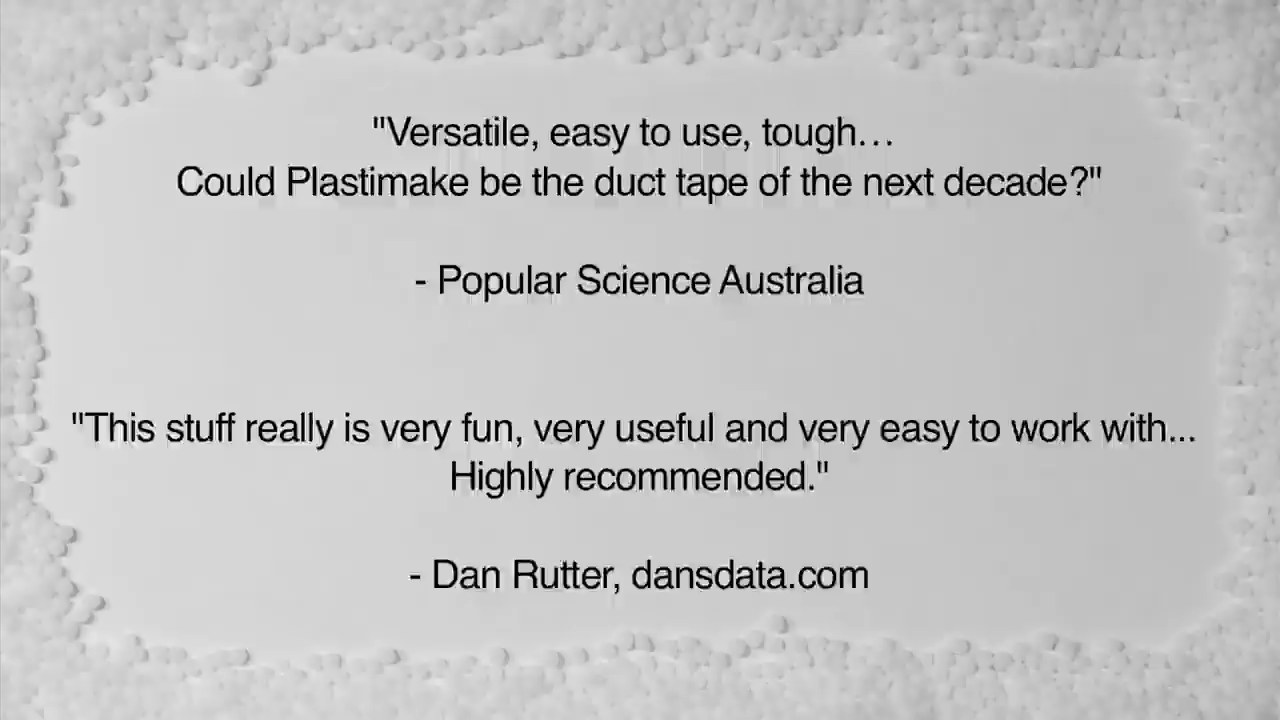 "Versatile, easy to use, tough…
Could Plastimake be the duct tape of the next decade?"
- Popular Science Australia
"This stuff really is very fun, very useful and very easy to work with...
Highly recommended."
- Dan Rutter, dansdata.com